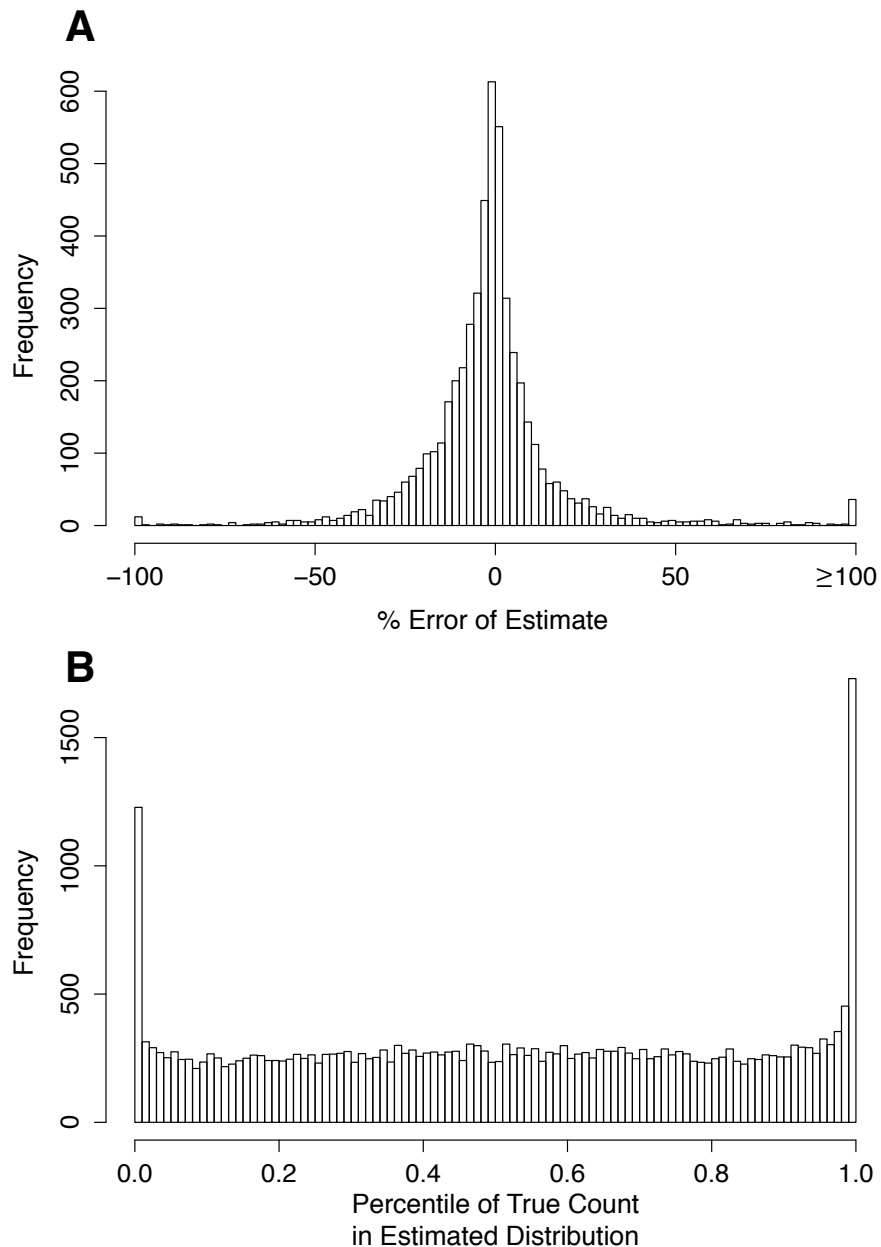 A
600
500
400
300
200
100
0
Frequency
−100 −50 0 50 ≥100
% Error of Estimate
B
1500
1000
500
0
Frequency
0.0 0.2 0.4 0.6 0.8 1.0
Percentile of True Count
in Estimated Distribution